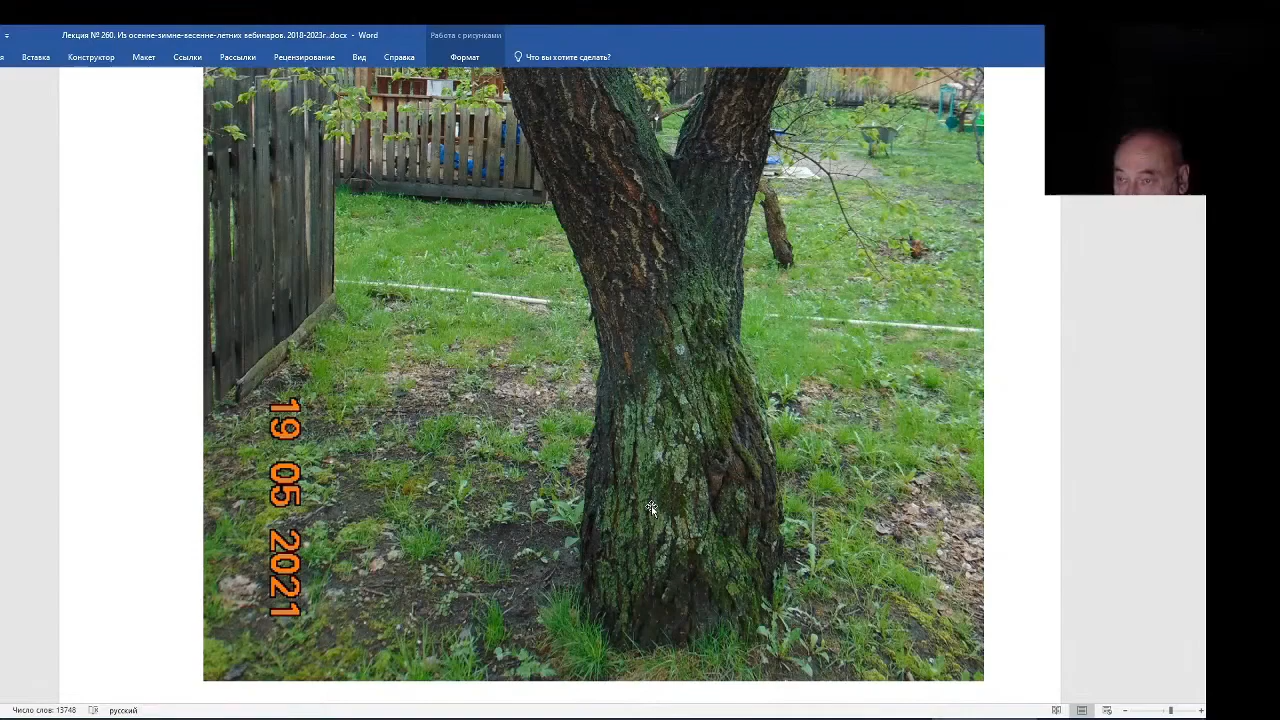 Лекция № 260. Из осенне-зимне-весенне-летних вебинаров. 2018-2023г..docx - Word
Работа с рисунками
Вставка Конструктор Макет Ссылки Рассылки Рецензирование Вид Справка Формат Что вы хотите сделать?
19 05 2021
Число слов: 13748 русский